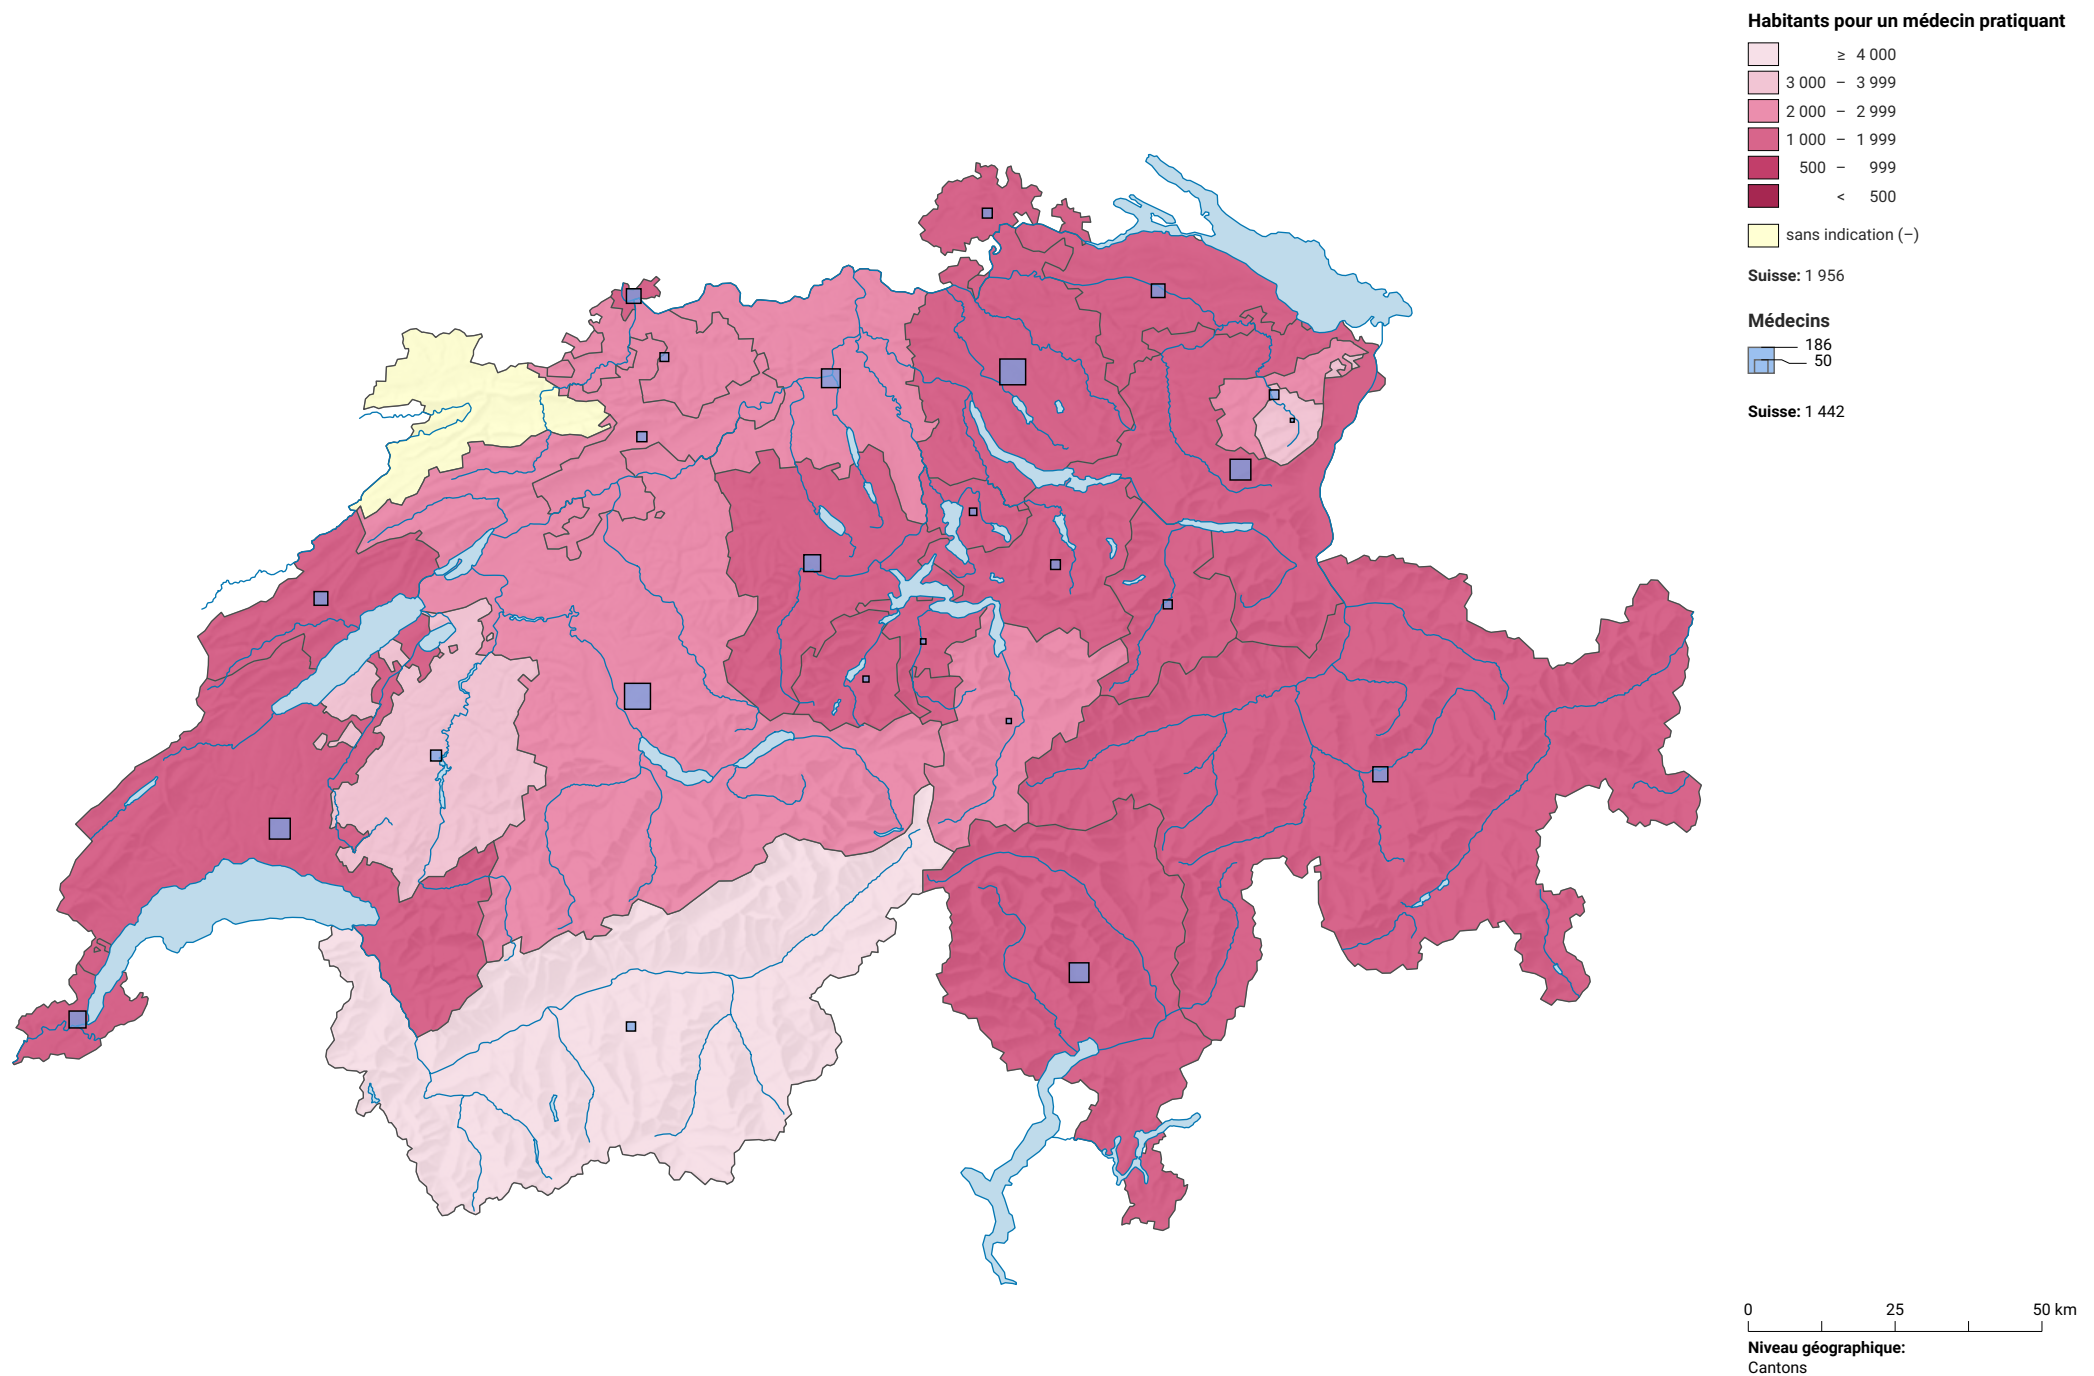 Habitants pour un médecin pratiquant
≥ 4 000
3 000 – 3 999
2 000 – 2 999
1 000 – 1 999
500 – 999
< 500
sans indication (–)
Suisse: 1 956
Médecins
186
50
Suisse: 1 442
0 25 50 km
Niveau géographique:
Cantons